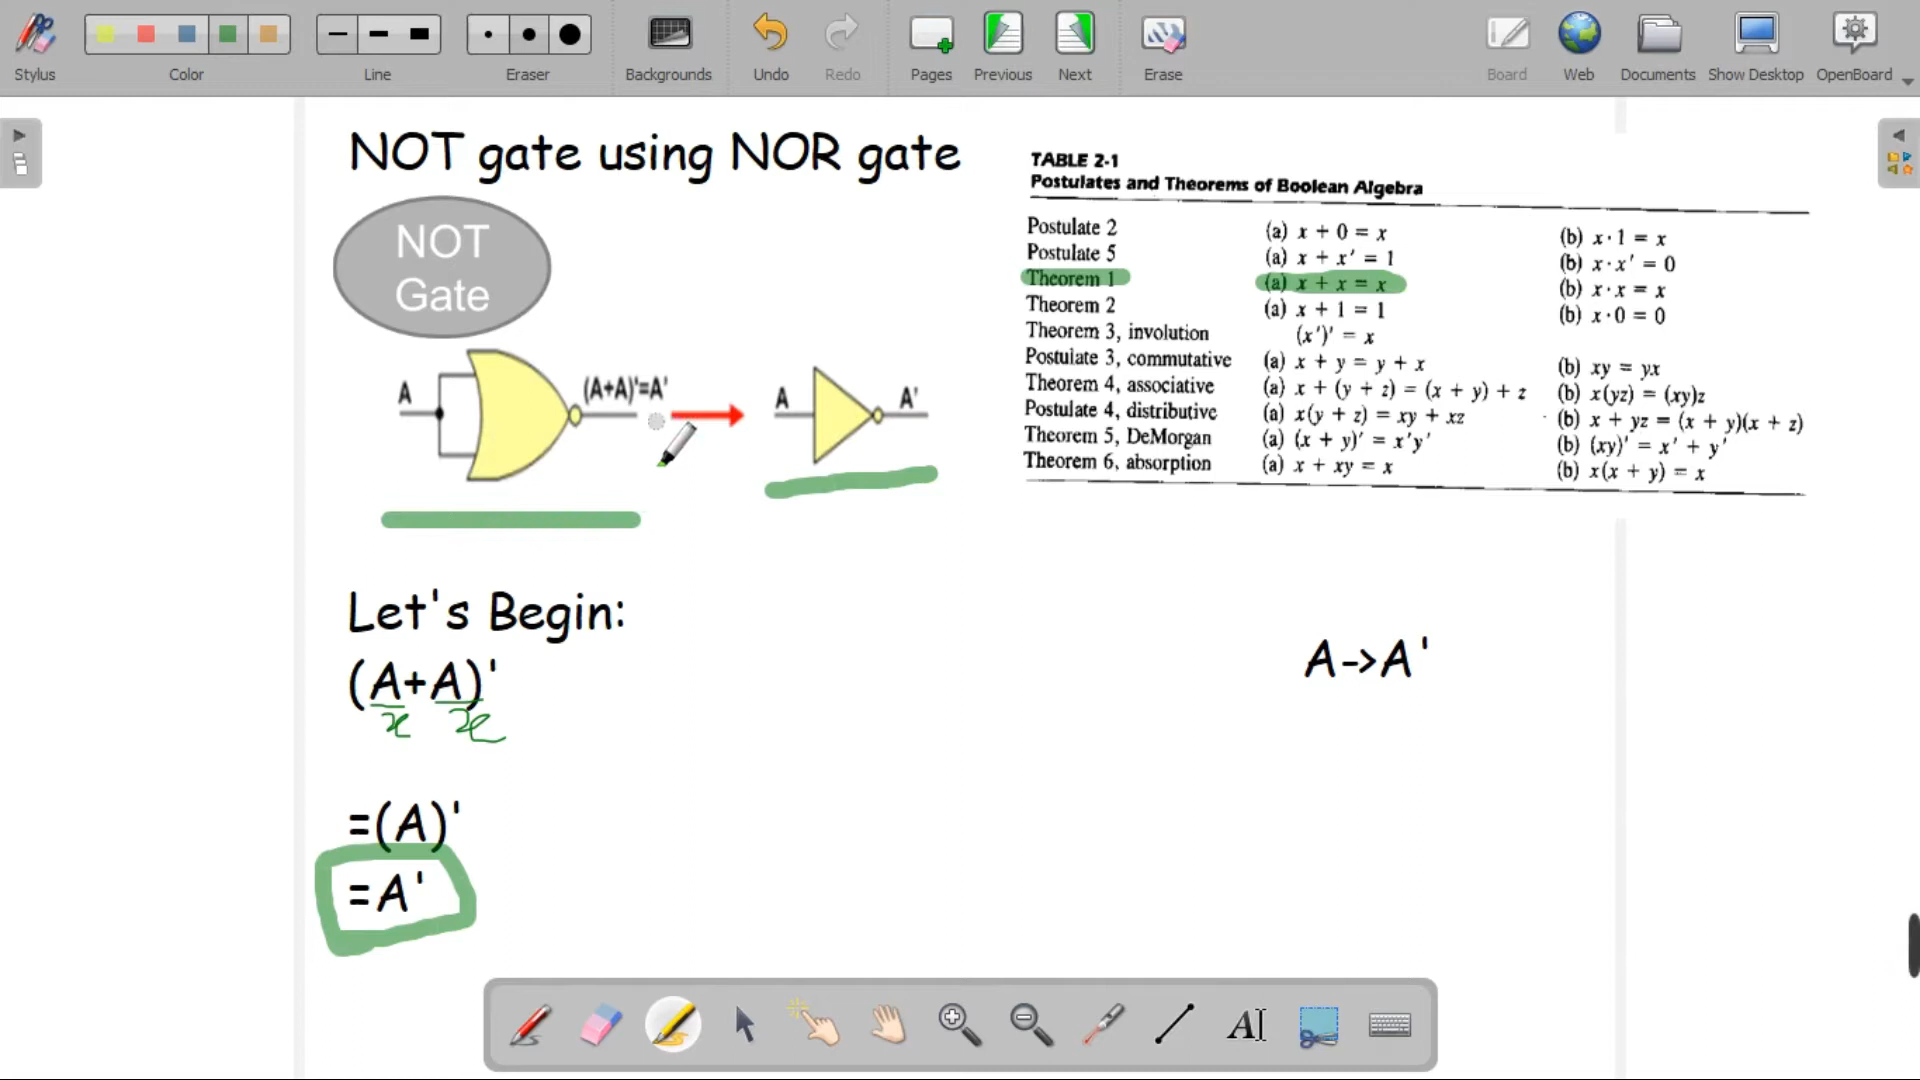 Stylus Color Line Eraser Backgrounds Undo Redo Pages Previous Next Erase Board Web Documents Show Desktop OpenBoard
NOT gate using NOR gate
NOT
Gate
A (A+A)'=A' A A'
TABLE 2-1
Postulates and Theorems of Boolean Algebra
Postulate 2 (a) x + 0 = x (b) x · 1 = x
Postulate 5 (a) x + x' = 1 (b) x · x' = 0
Theorem 1 (a) x + x = x (b) x · x = x
Theorem 2 (a) x + 1 = 1 (b) x · 0 = 0
Theorem 3, involution (x')' = x
Postulate 3, commutative (a) x + y = y + x (b) xy = yx
Theorem 4, associative (a) x + (y + z) = (x + y) + z (b) x(yz) = (xy)z
Postulate 4, distributive (a) x(y + z) = xy + xz (b) x + yz = (x + y)(x + z)
Theorem 5, DeMorgan (a) (x + y)' = x'y' (b) (xy)' = x' + y'
Theorem 6, absorption (a) x + xy = x (b) x(x + y) = x
Let's Begin:
(A+A)'
x x
=(A)'
=A'
A->A'